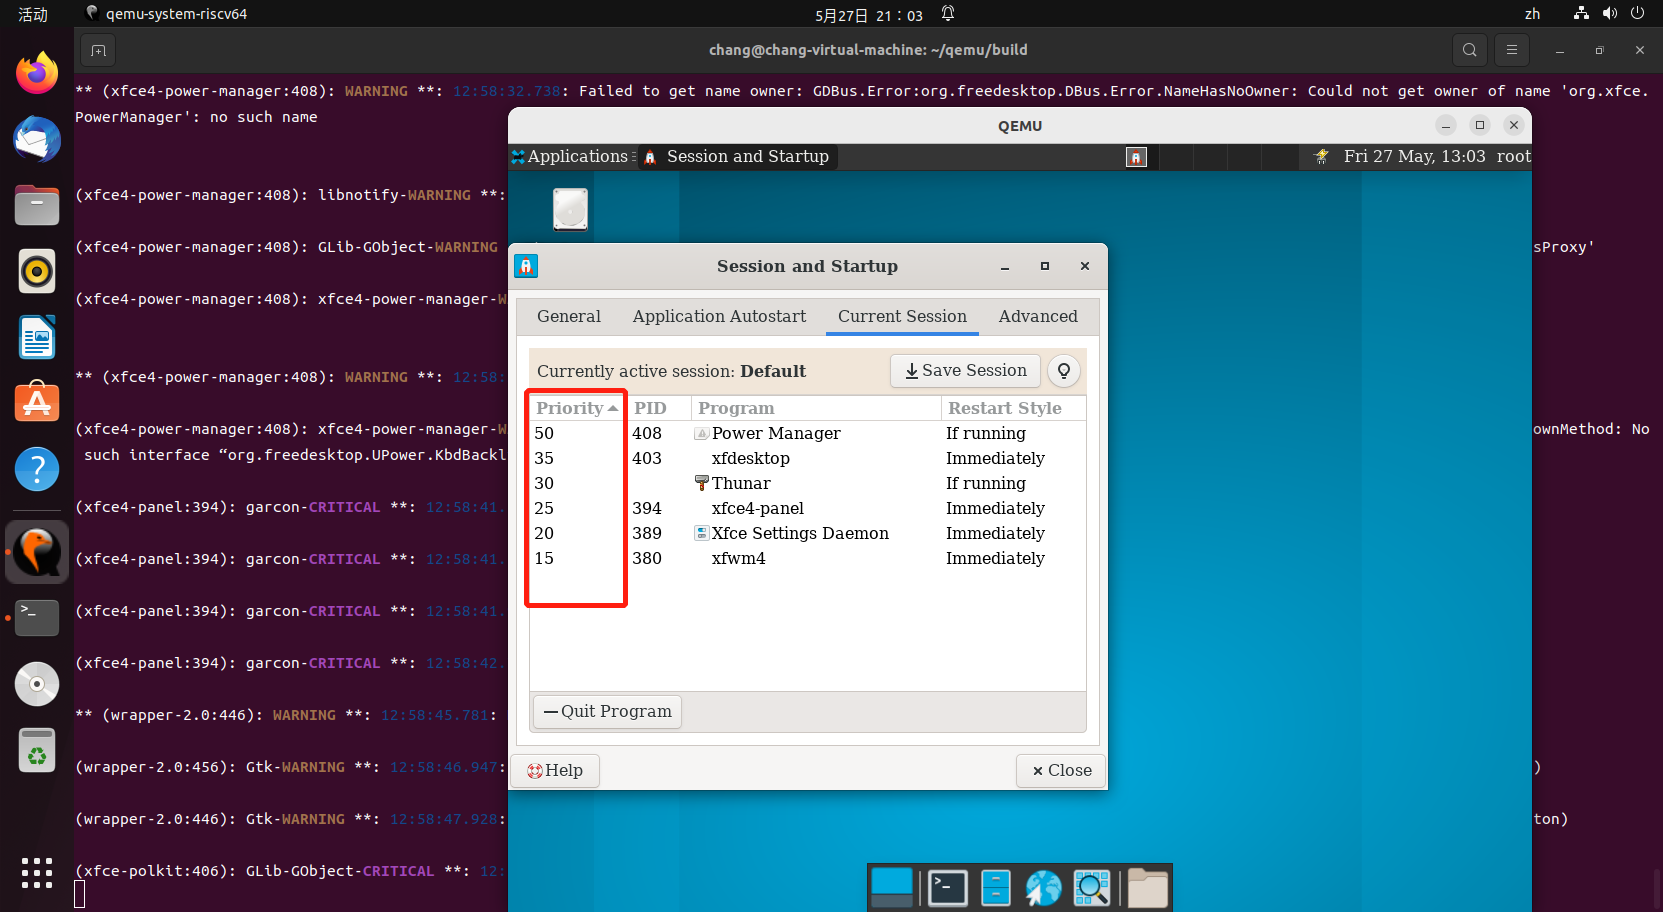 活动
qemu-system-riscv64
5月27日 21：03
zh
chang@chang-virtual-machine: ~/qemu/build
** (xfce4-power-manager:408): WARNING **: 12:58:32.738: Failed to get name owner: GDBus.Error:org.freedesktop.DBus.Error.NameHasNoOwner: Could not get owner of name 'org.xfce.
PowerManager': no such name
(xfce4-power-manager:408): libnotify-WARNING **:
(xfce4-power-manager:408): GLib-GObject-WARNING
sProxy'
(xfce4-power-manager:408): xfce4-power-manager-W
** (xfce4-power-manager:408): WARNING **: 12:58:
(xfce4-power-manager:408): xfce4-power-manager-W
ownMethod: No
such interface “org.freedesktop.UPower.KbdBackl
(xfce4-panel:394): garcon-CRITICAL **: 12:58:41.
(xfce4-panel:394): garcon-CRITICAL **: 12:58:41.
(xfce4-panel:394): garcon-CRITICAL **: 12:58:41.
(xfce4-panel:394): garcon-CRITICAL **: 12:58:42.
** (wrapper-2.0:446): WARNING **: 12:58:45.781:
(wrapper-2.0:456): Gtk-WARNING **: 12:58:46.947:
)
(wrapper-2.0:446): Gtk-WARNING **: 12:58:47.928:
ton)
(xfce-polkit:406): GLib-GObject-CRITICAL **: 12:
QEMU
Applications
Session and Startup
Fri 27 May, 13:03 root
Session and Startup
General Application Autostart Current Session Advanced
Currently active session: Default
Save Session
Priority PID Program Restart Style
50 408 Power Manager If running
35 403 xfdesktop Immediately
30 Thunar If running
25 394 xfce4-panel Immediately
20 389 Xfce Settings Daemon Immediately
15 380 xfwm4 Immediately
Quit Program
Help
Close